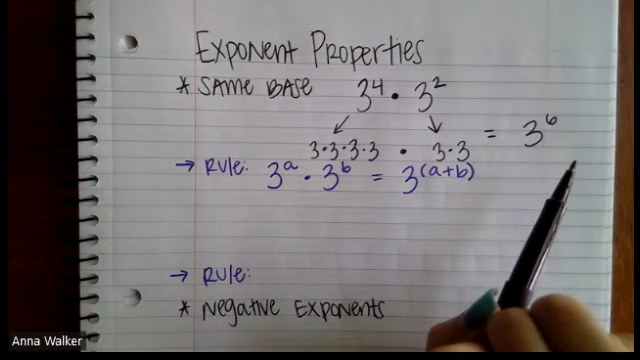 Exponent Properties
* SAME BASE 3⁴ • 3²
3•3•3•3 • 3•3 = 3⁶
→ Rule: 3ᵃ • 3ᵇ = 3⁽ᵃ⁺ᵇ⁾
→ Rule:
* Negative Exponents
Anna Walker